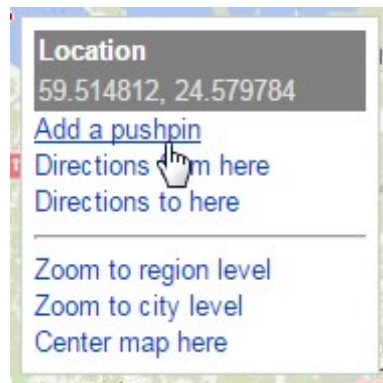 Location
59.514812, 24.579784
Add a pushpin
Directions m here
Directions to here
Zoom to region level
Zoom to city level
Center map here